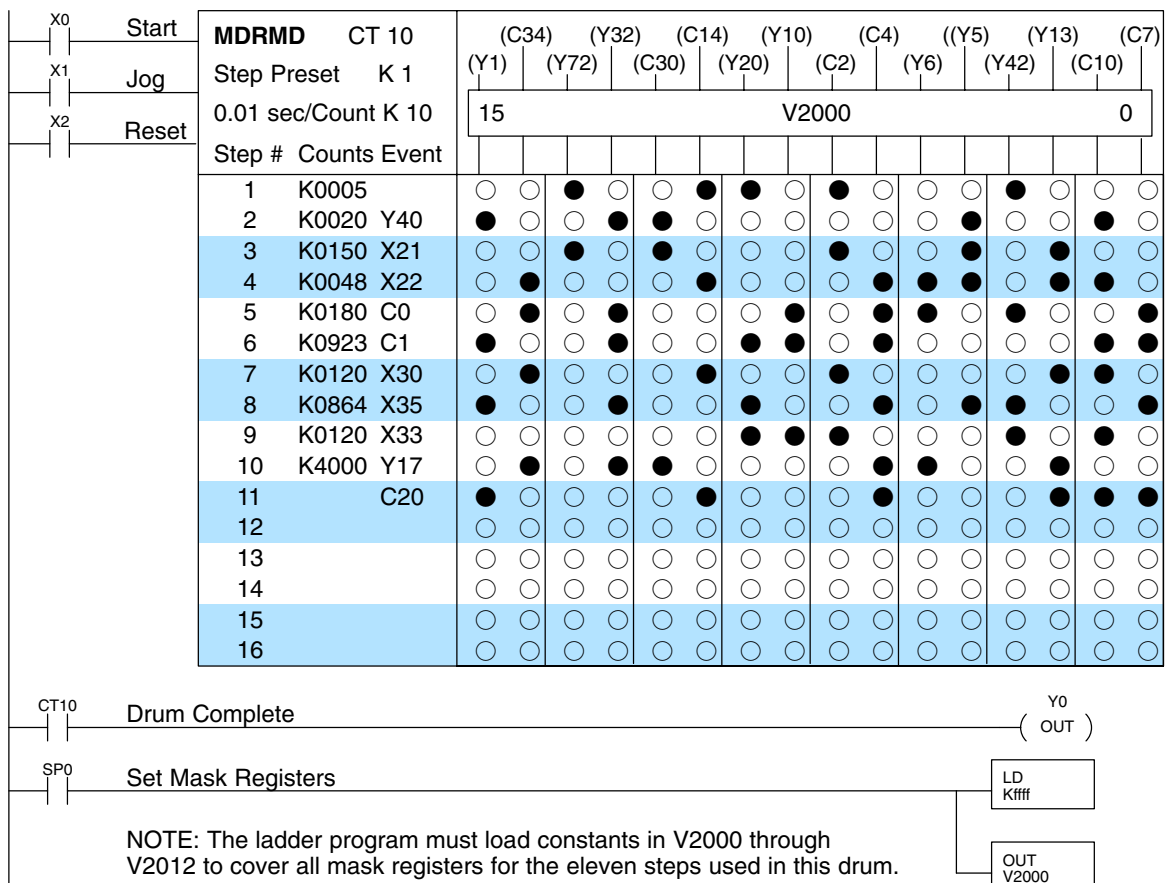 X0
Start
X1
Jog
X2
Reset
MDRMD CT 10
Step Preset K 1
0.01 sec/Count K 10
Step # Counts Event
(C34) (Y32) (C14) (Y10) (C4) ((Y5) (Y13) (C7)
(Y1) (Y72) (C30) (Y20) (C2) (Y6) (Y42) (C10)
15 V2000 0
1 K0005
2 K0020 Y40
3 K0150 X21
4 K0048 X22
5 K0180 C0
6 K0923 C1
7 K0120 X30
8 K0864 X35
9 K0120 X33
10 K4000 Y17
11 C20
12
13
14
15
16
CT10
Drum Complete
Y0
( OUT )
SP0
Set Mask Registers
LD
Kffff
NOTE: The ladder program must load constants in V2000 through
V2012 to cover all mask registers for the eleven steps used in this drum.
OUT
V2000